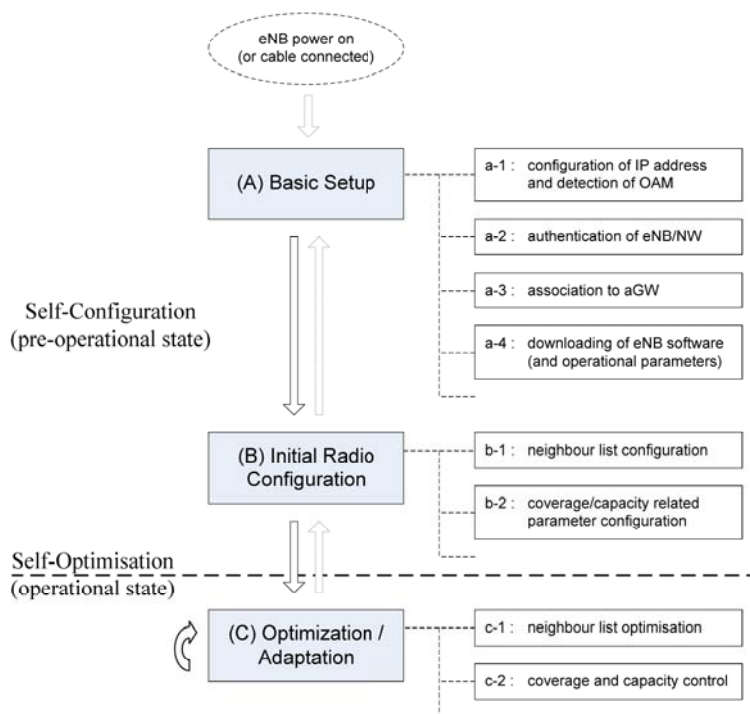 eNB power on
(or cable connected)
(A) Basic Setup
a-1 : configuration of IP address
and detection of OAM
a-2 : authentication of eNB/NW
a-3 : association to aGW
a-4 : downloading of eNB software
(and operational parameters)
Self-Configuration
(pre-operational state)
(B) Initial Radio
Configuration
b-1 : neighbour list configuration
b-2 : coverage/capacity related
parameter configuration
Self-Optimisation
(operational state)
(C) Optimization /
Adaptation
c-1 : neighbour list optimisation
c-2 : coverage and capacity control